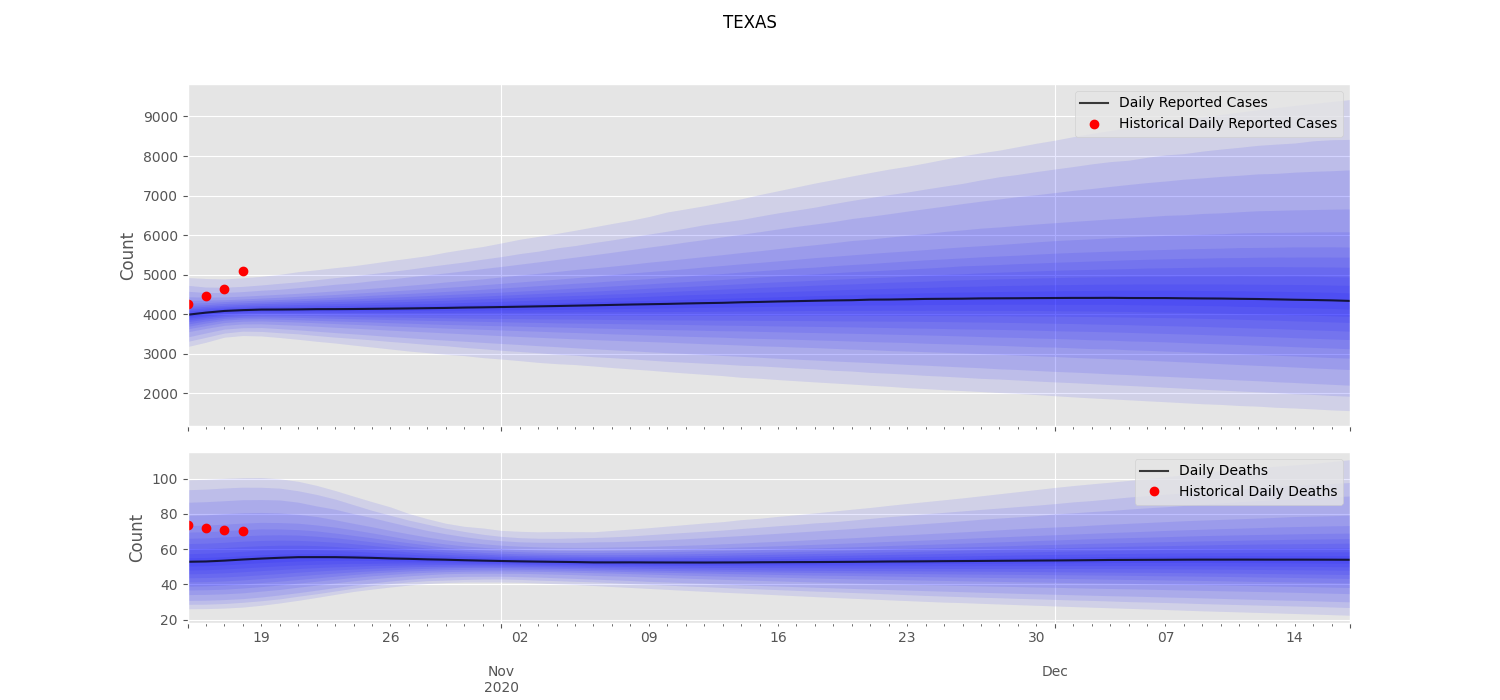 TEXAS
Daily Reported Cases
Historical Daily Reported Cases
Count
9000
8000
7000
6000
5000
4000
3000
2000
Daily Deaths
Historical Daily Deaths
Count
100
80
60
40
20
19 26 02 09 16 23 30 07 14
Nov Dec
2020